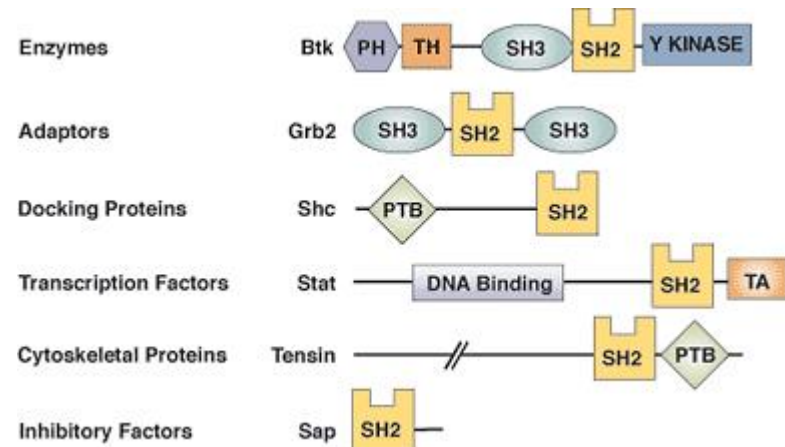 Enzymes Btk PH TH SH3 SH2 Y KINASE
Adaptors Grb2 SH3 SH2 SH3
Docking Proteins Shc PTB SH2
Transcription Factors Stat DNA Binding SH2 TA
Cytoskeletal Proteins Tensin SH2 PTB
Inhibitory Factors Sap SH2